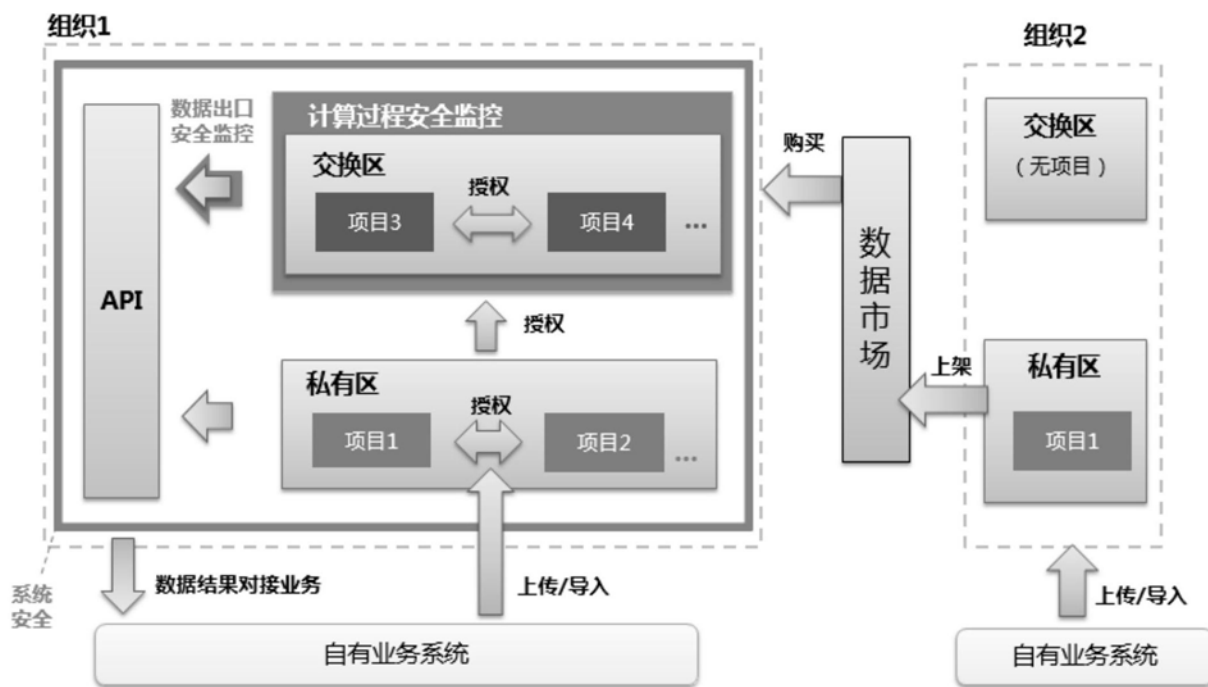 组织1
组织2
数据出口
安全监控
计算过程安全监控
交换区
授权
项目3
项目4
...
API
授权
私有区
授权
项目1
项目2
...
购买
数据市场
上架
交换区
（无项目）
私有区
项目1
系统
安全
数据结果对接业务
上传/导入
上传/导入
自有业务系统
自有业务系统